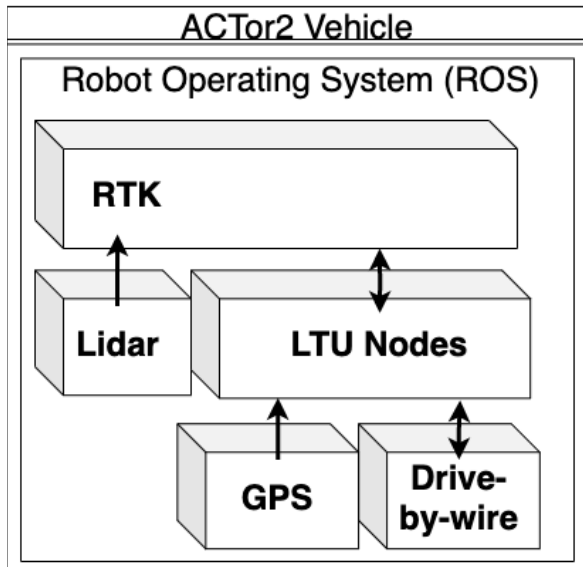 ACTor2 Vehicle
Robot Operating System (ROS)
RTK
Lidar
LTU Nodes
GPS
Drive-
by-wire